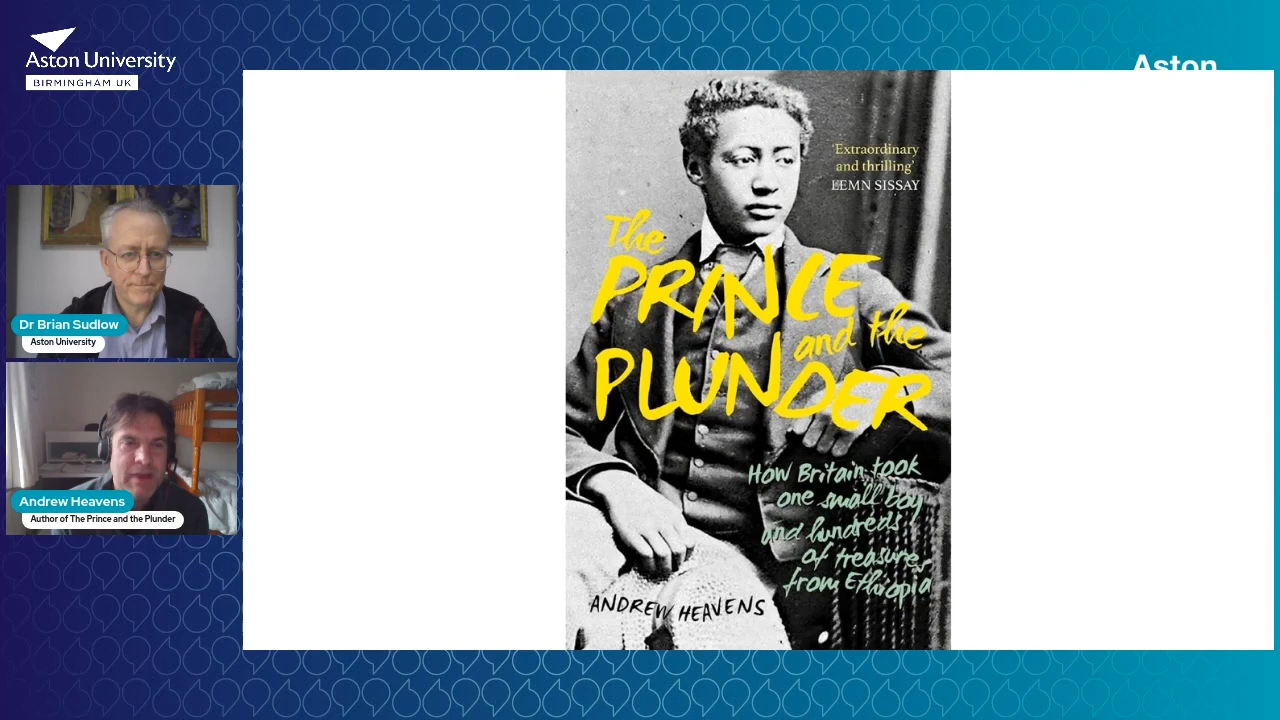 Aston University
BIRMINGHAM UK
Aston
Dr Brian Sudlow
Aston University
Andrew Heavens
Author of The Prince and the Plunder
'Extraordinary
and thrilling'
LEMN SISSAY
The
PRINCE
and the
PLUNDER
How Britain took
one small boy
and hundreds
of treasures
from Ethiopia
ANDREW HEAVENS